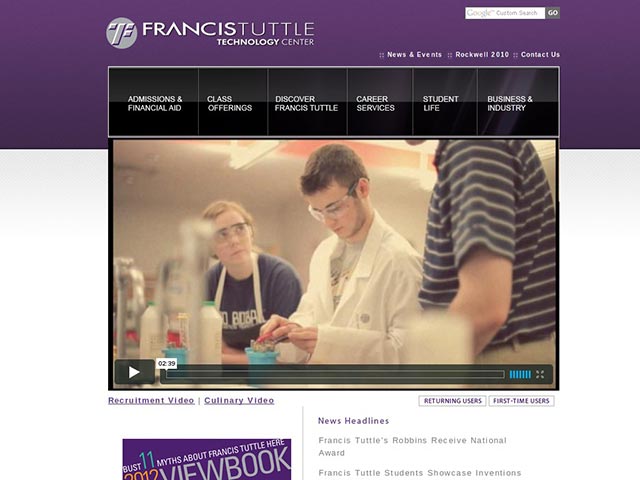 Google Custom Search GO
FRANCISTUTTLE
TECHNOLOGY CENTER
News & Events Rockwell 2010 Contact Us
ADMISSIONS & FINANCIAL AID
CLASS OFFERINGS
DISCOVER FRANCIS TUTTLE
CAREER SERVICES
STUDENT LIFE
BUSINESS & INDUSTRY
02:39
Recruitment Video | Culinary Video
RETURNING USERS FIRST-TIME USERS
BUST 11 MYTHS ABOUT FRANCIS TUTTLE HERE
2012 VIEWBOOK
News Headlines
Francis Tuttle's Robbins Receive National
Award
Francis Tuttle Students Showcase Inventions